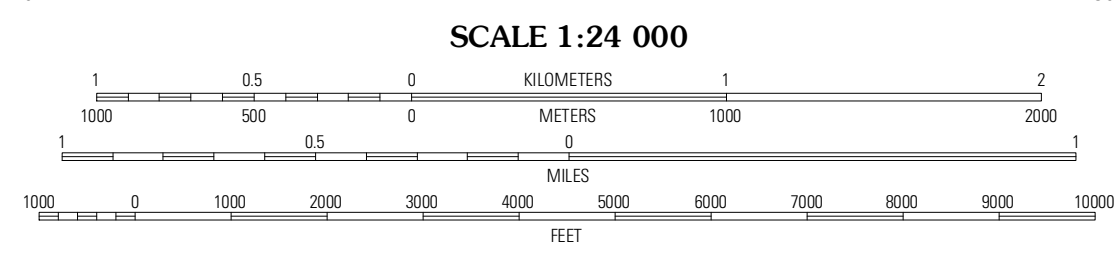 SCALE 1:24 000
1 0.5 0 KILOMETERS 1 2
1000 500 0 METERS 1000 2000
1 0.5 0 1
MILES
1000 0 1000 2000 3000 4000 5000 6000 7000 8000 9000 10000
FEET